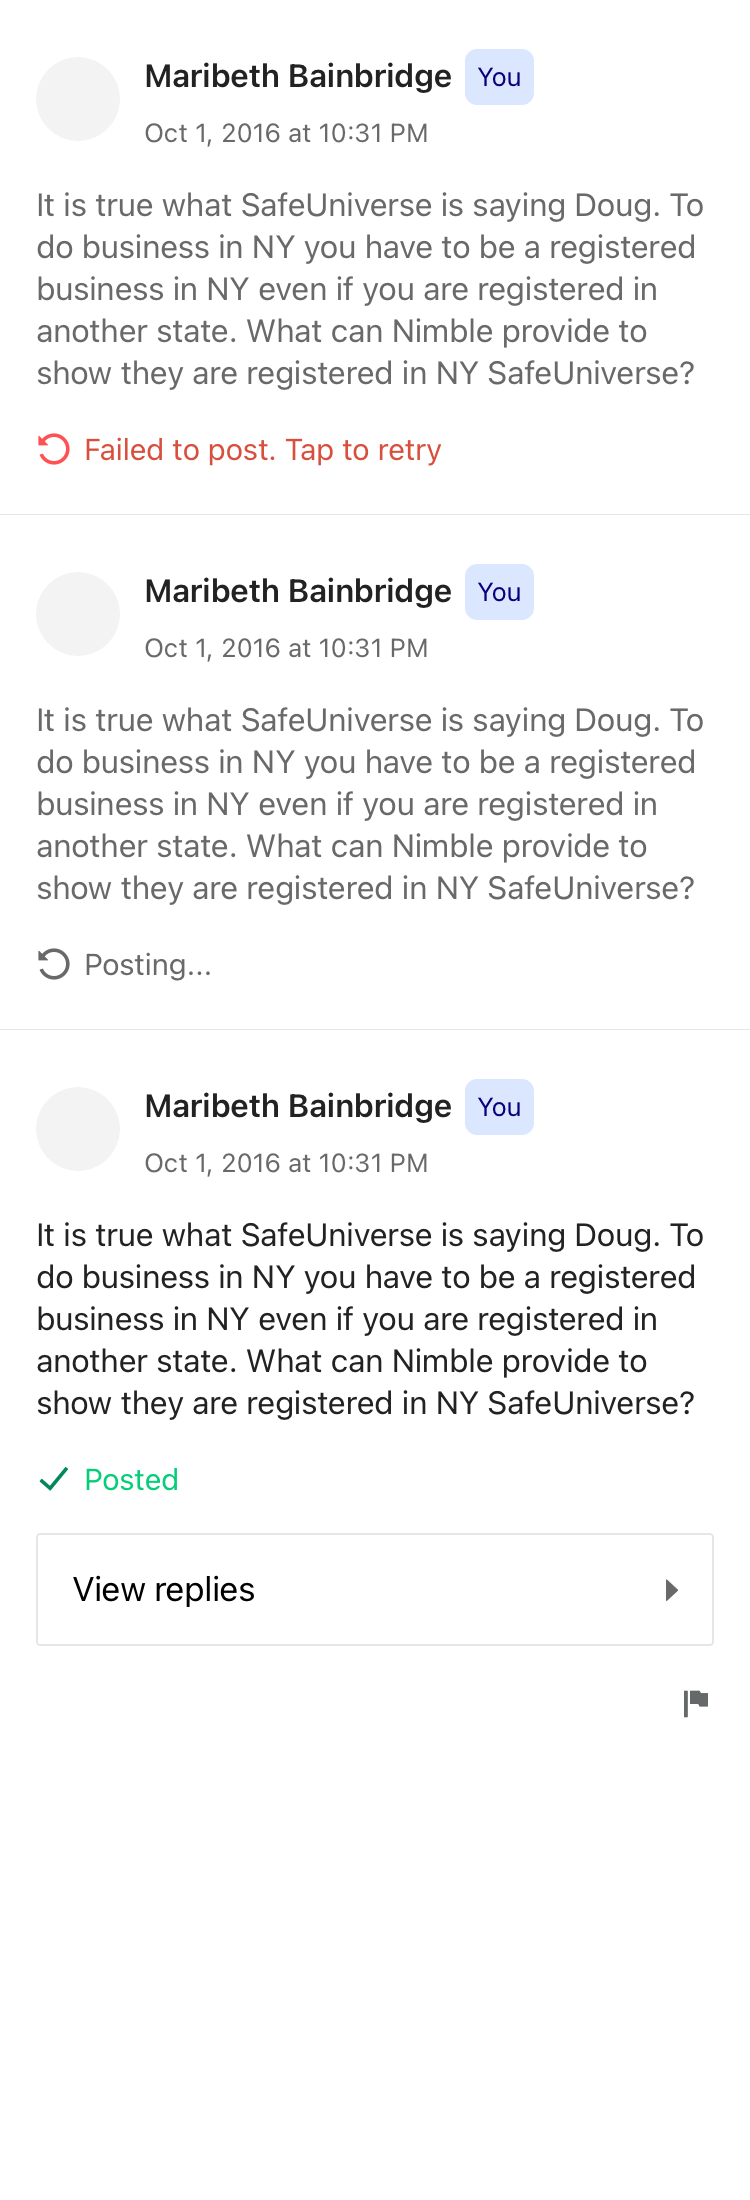 Maribeth Bainbridge You
Oct 1, 2016 at 10:31 PM
It is true what SafeUniverse is saying Doug. To
do business in NY you have to be a registered
business in NY even if you are registered in
another state. What can Nimble provide to
show they are registered in NY SafeUniverse?
Failed to post. Tap to retry
Maribeth Bainbridge You
Oct 1, 2016 at 10:31 PM
It is true what SafeUniverse is saying Doug. To
do business in NY you have to be a registered
business in NY even if you are registered in
another state. What can Nimble provide to
show they are registered in NY SafeUniverse?
Posting...
Maribeth Bainbridge You
Oct 1, 2016 at 10:31 PM
It is true what SafeUniverse is saying Doug. To
do business in NY you have to be a registered
business in NY even if you are registered in
another state. What can Nimble provide to
show they are registered in NY SafeUniverse?
Posted
View replies